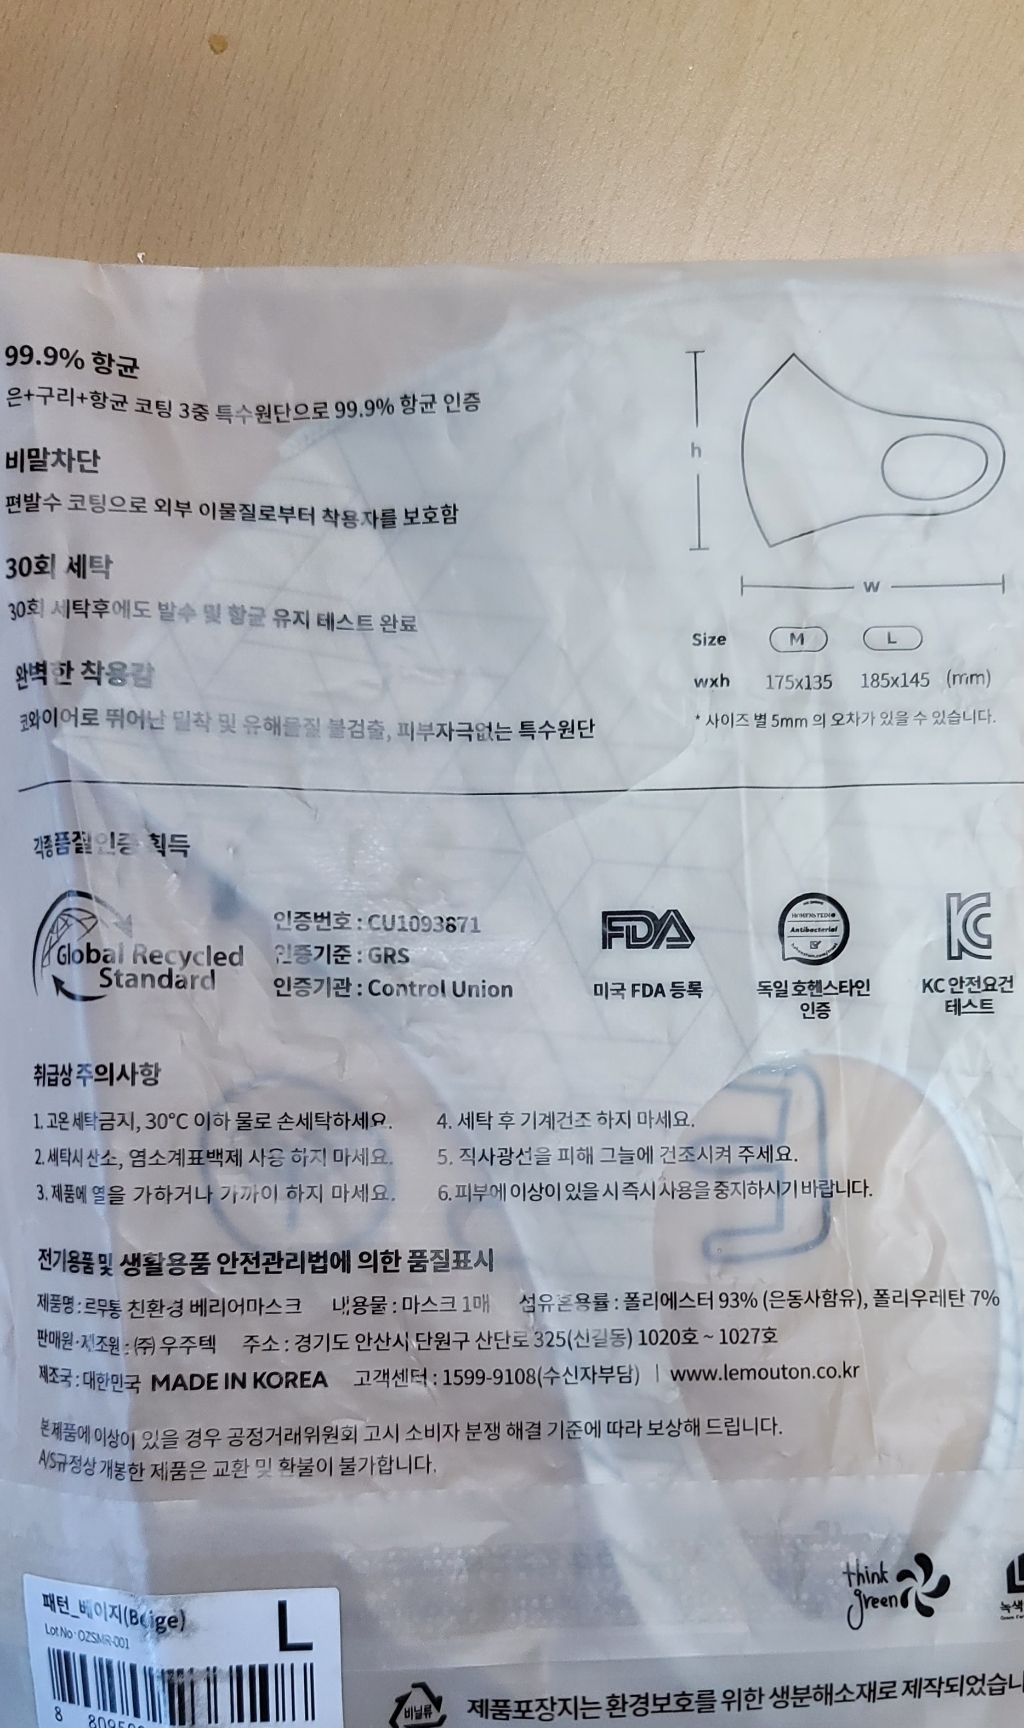 99.9% 항균
은+구리+항균 코팅 3중 특수원단으로 99.9% 항균 인증
비말차단
편발수 코팅으로 외부 이물질로부터 착용자를 보호함
30회 세탁
30회 세탁후에도 발수 및 항균 유지 테스트 완료
완벽한 착용감
코와이어로 뛰어난 밀착 및 유해물질 불검출, 피부자극없는 특수원단
h
w
Size M L
wxh 175x135 185x145 (mm)
* 사이즈 별 5mm 의 오차가 있을 수 있습니다.
각종품질인증 획득
Global Recycled
Standard
인증번호 : CU1093871
인증기준 : GRS
인증기관 : Control Union
FDA
미국 FDA 등록
HOHENSTEIN
Antibacterial
독일 호헨스타인
인증
KC 안전요건
테스트
취급상 주의사항
1. 고온 세탁금지, 30°C 이하 물로 손세탁하세요.
2. 세탁시 산소, 염소계표백제 사용 하지 마세요.
3. 제품에 열을 가하거나 가까이 하지 마세요.
4. 세탁 후 기계건조 하지 마세요.
5. 직사광선을 피해 그늘에 건조시켜 주세요.
6. 피부에 이상이 있을 시 즉시 사용을 중지하시기 바랍니다.
전기용품 및 생활용품 안전관리법에 의한 품질표시
제품명 : 르무통 친환경 베리어마스크 내용물 : 마스크 1매 섬유혼용률 : 폴리에스터 93% (은동사함유), 폴리우레탄 7%
판매원·제조원 : (주) 우주텍 주소 : 경기도 안산시 단원구 산단로 325(신길동) 1020호 ~ 1027호
제조국 : 대한민국 MADE IN KOREA 고객센터 : 1599-9108(수신자부담) | www.lemouton.co.kr
본제품에 이상이 있을 경우 공정거래위원회 고시 소비자 분쟁 해결 기준에 따라 보상해 드립니다.
A/S규정상 개봉한 제품은 교환 및 환불이 불가합니다.
think
green
녹색
패턴_베이지(Beige)
Lot No : OZSMR-001
L
8
비닐류
제품포장지는 환경보호를 위한 생분해소재로 제작되었습니